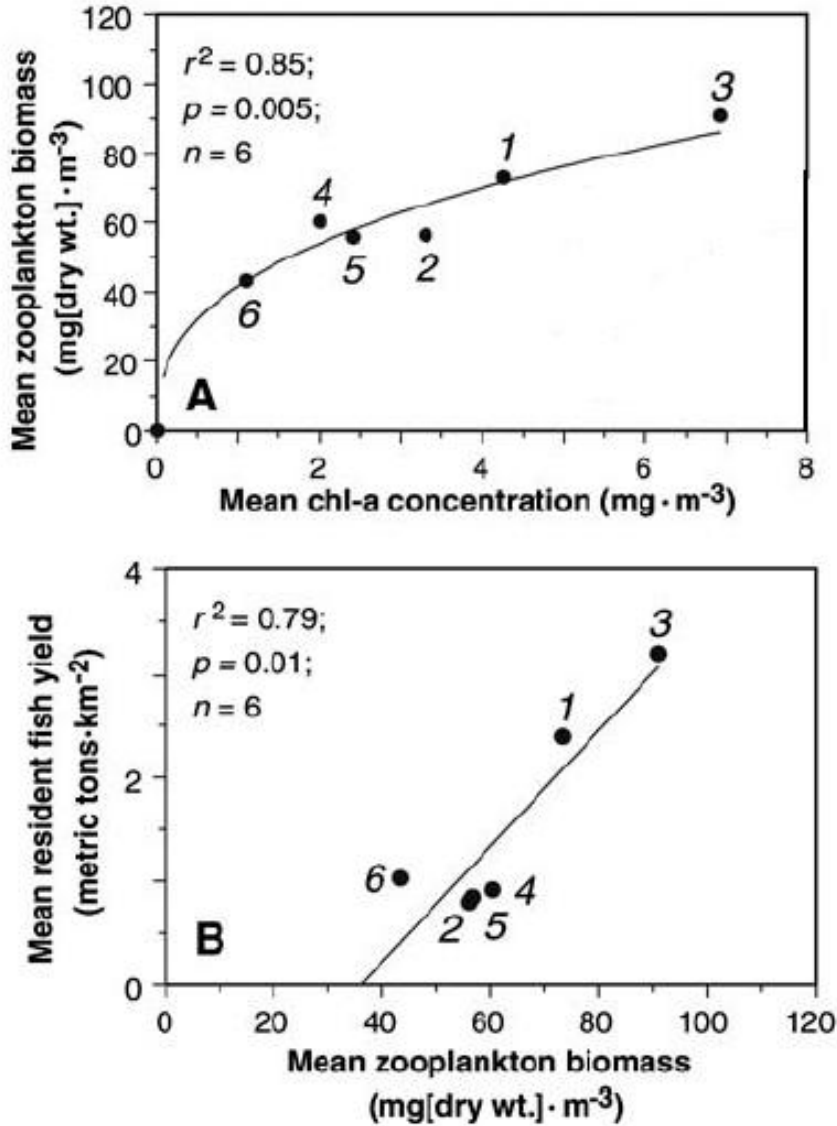 120
100
80
60
40
20
0
Mean zooplankton biomass
(mg[dry wt.]·m-3)
r2 = 0.85;
p = 0.005;
n = 6
3
1
4
5
2
6
A
0
2
4
6
8
Mean chl-a concentration (mg·m-3)
4
2
0
Mean resident fish yield
(metric tons·km-2)
r2 = 0.79;
p = 0.01;
n = 6
3
1
6
4
2
5
B
0
20
40
60
80
100
120
Mean zooplankton biomass
(mg[dry wt.]·m-3)